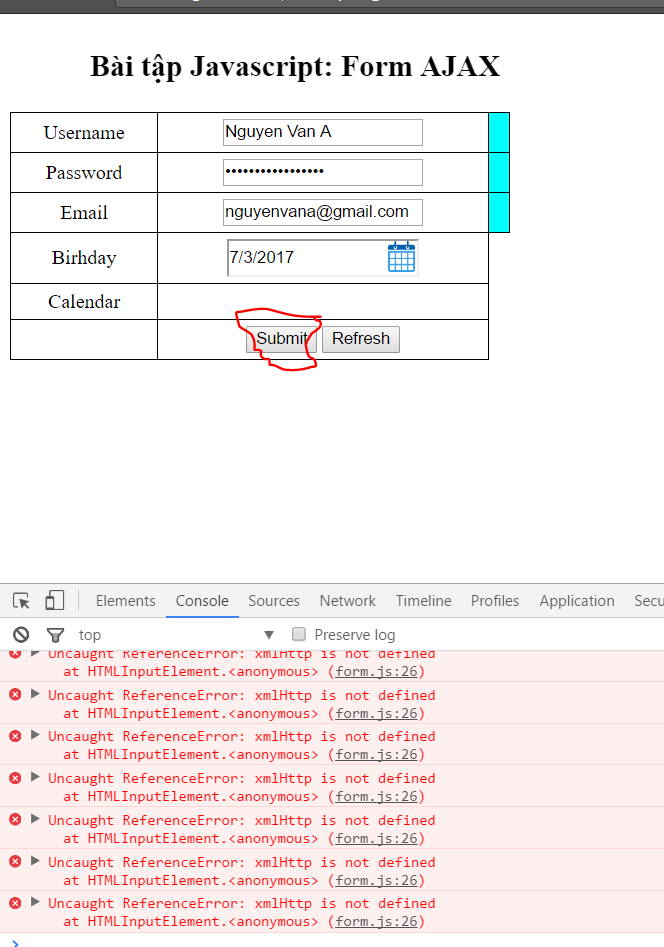 Bài tập Javascript: Form AJAX
Username Nguyen Van A
Password •••••••••••••••••
Email nguyenvana@gmail.com
Birhday 7/3/2017
Calendar
Submit Refresh
Elements Console Sources Network Timeline Profiles Application Secu
top Preserve log
Uncaught ReferenceError: xmlHttp is not defined
at HTMLInputElement.<anonymous> (form.js:26)
Uncaught ReferenceError: xmlHttp is not defined
at HTMLInputElement.<anonymous> (form.js:26)
Uncaught ReferenceError: xmlHttp is not defined
at HTMLInputElement.<anonymous> (form.js:26)
Uncaught ReferenceError: xmlHttp is not defined
at HTMLInputElement.<anonymous> (form.js:26)
Uncaught ReferenceError: xmlHttp is not defined
at HTMLInputElement.<anonymous> (form.js:26)
Uncaught ReferenceError: xmlHttp is not defined
at HTMLInputElement.<anonymous> (form.js:26)
Uncaught ReferenceError: xmlHttp is not defined
at HTMLInputElement.<anonymous> (form.js:26)